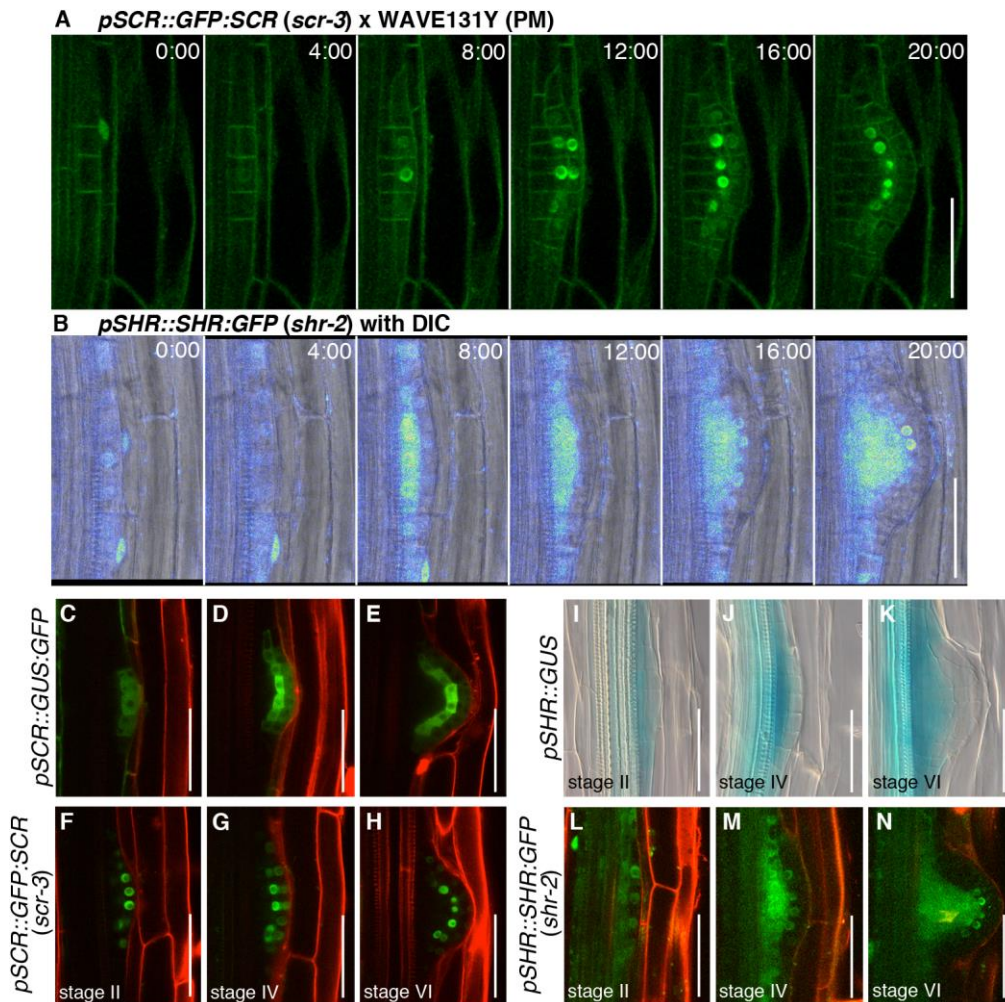 A pSCR::GFP:SCR (scr-3) x WAVE131Y (PM)
0:00 4:00 8:00 12:00 16:00 20:00
B pSHR::SHR:GFP (shr-2) with DIC
0:00 4:00 8:00 12:00 16:00 20:00
pSCR::GUS:GFP
C D E
pSHR::GUS
I J K
stage II stage IV stage VI
pSCR::GFP:SCR
(scr-3)
F G H
stage II stage IV stage VI
pSHR::SHR:GFP
(shr-2)
L M N
stage II stage IV stage VI